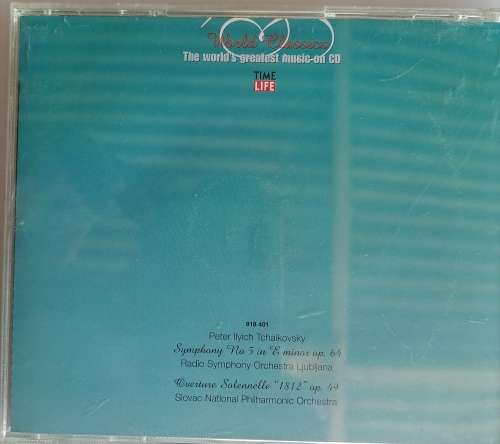 World Classics
The world's greatest music-on CD
TIME
LIFE
818 401
Peter Ilyich Tchaikovsky
Symphony No 5 in E minor op. 64
Radio Symphony Orchestra Ljubljana
Overture Solennelle "1812" op. 49
Slovac National Philharmonic Orchestra